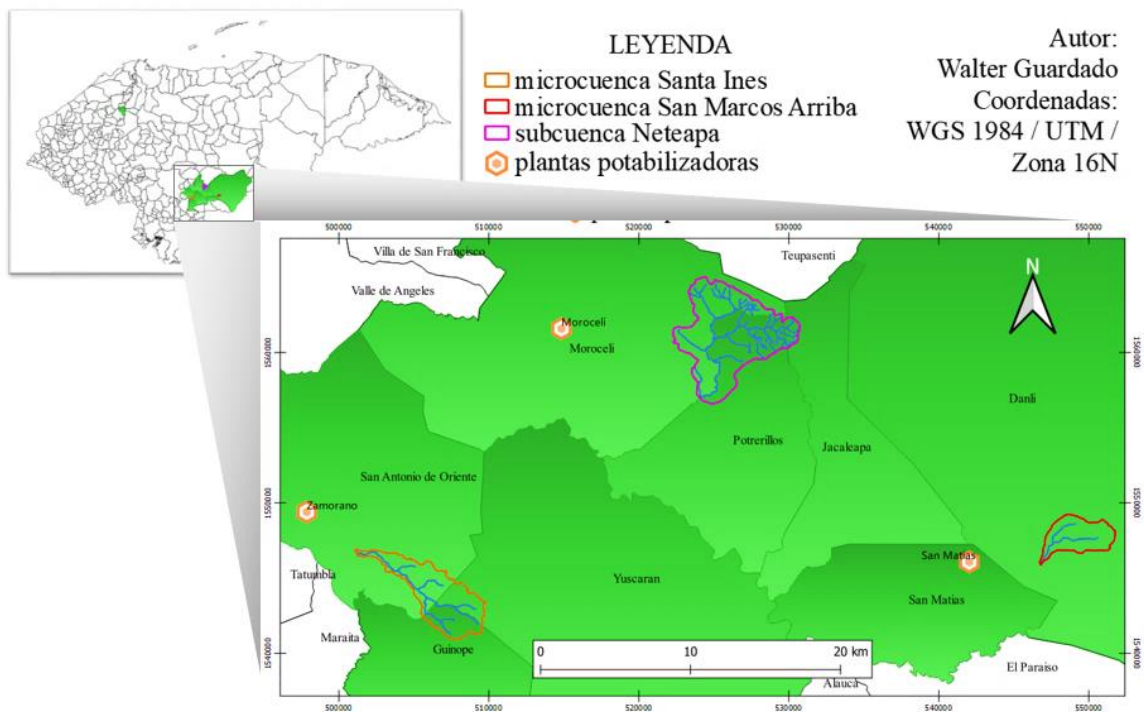 LEYENDA
microcuenca Santa Ines
microcuenca San Marcos Arriba
subcuenca Neteapa
plantas potabilizadoras
Autor:
Walter Guardado
Coordenadas:
WGS 1984 / UTM /
Zona 16N
500000
510000
520000
530000
540000
550000
Villa de San Francisco
Teupasenti
Valle de Angeles
N
Moroceli
Moroceli
1560000
1560000
Danli
Potrerillos
Jacaleapa
San Antonio de Oriente
Zamorano
1550000
1550000
San Matias
Tatumbla
Yuscaran
San Matias
Maraita
Guinope
0
10
20 km
1540000
1540000
El Paraiso
Alauca
500000
510000
520000
530000
540000
550000